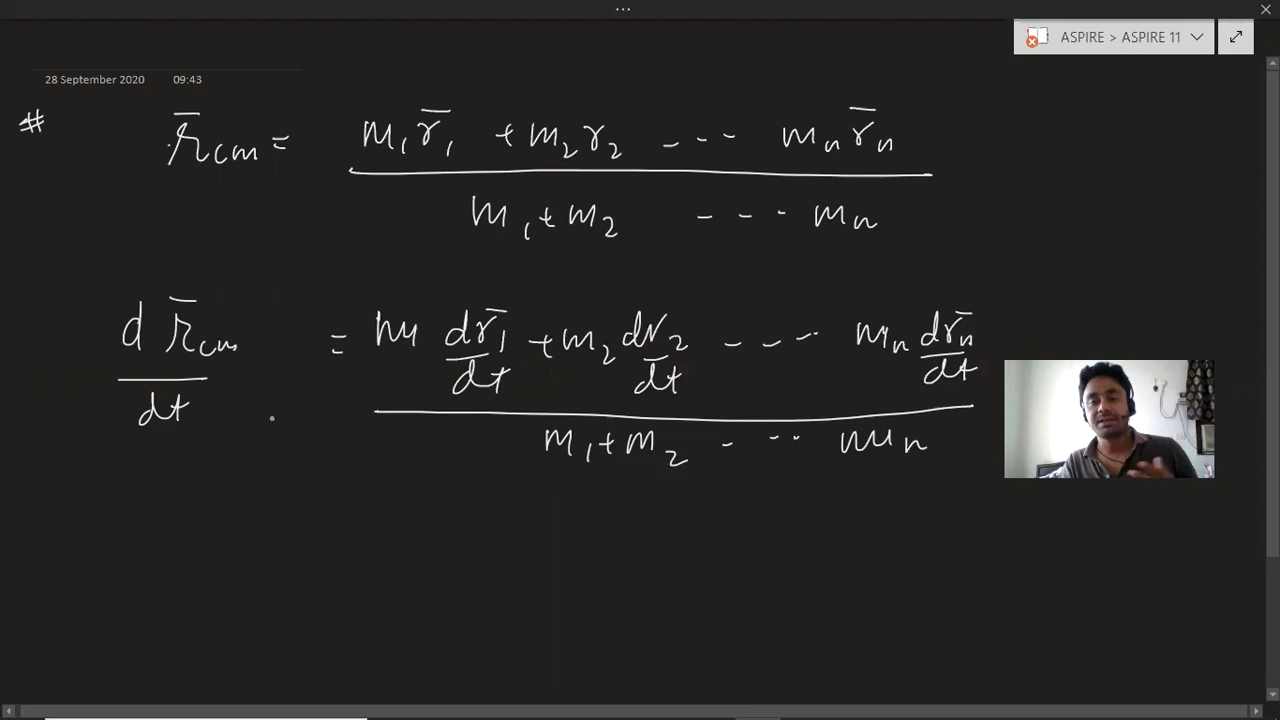 ...
ASPIRE > ASPIRE 11
28 September 2020 09:43
# r̅cm = m₁r̅₁ + m₂r₂ --- mₙr̅ₙ
m₁ + m₂ --- mₙ
d r̅cm = m₁ dr̅₁ + m₂ dr₂ --- mₙ dr̅ₙ
dt dt dt dt
m₁ + m₂ --- mₙ